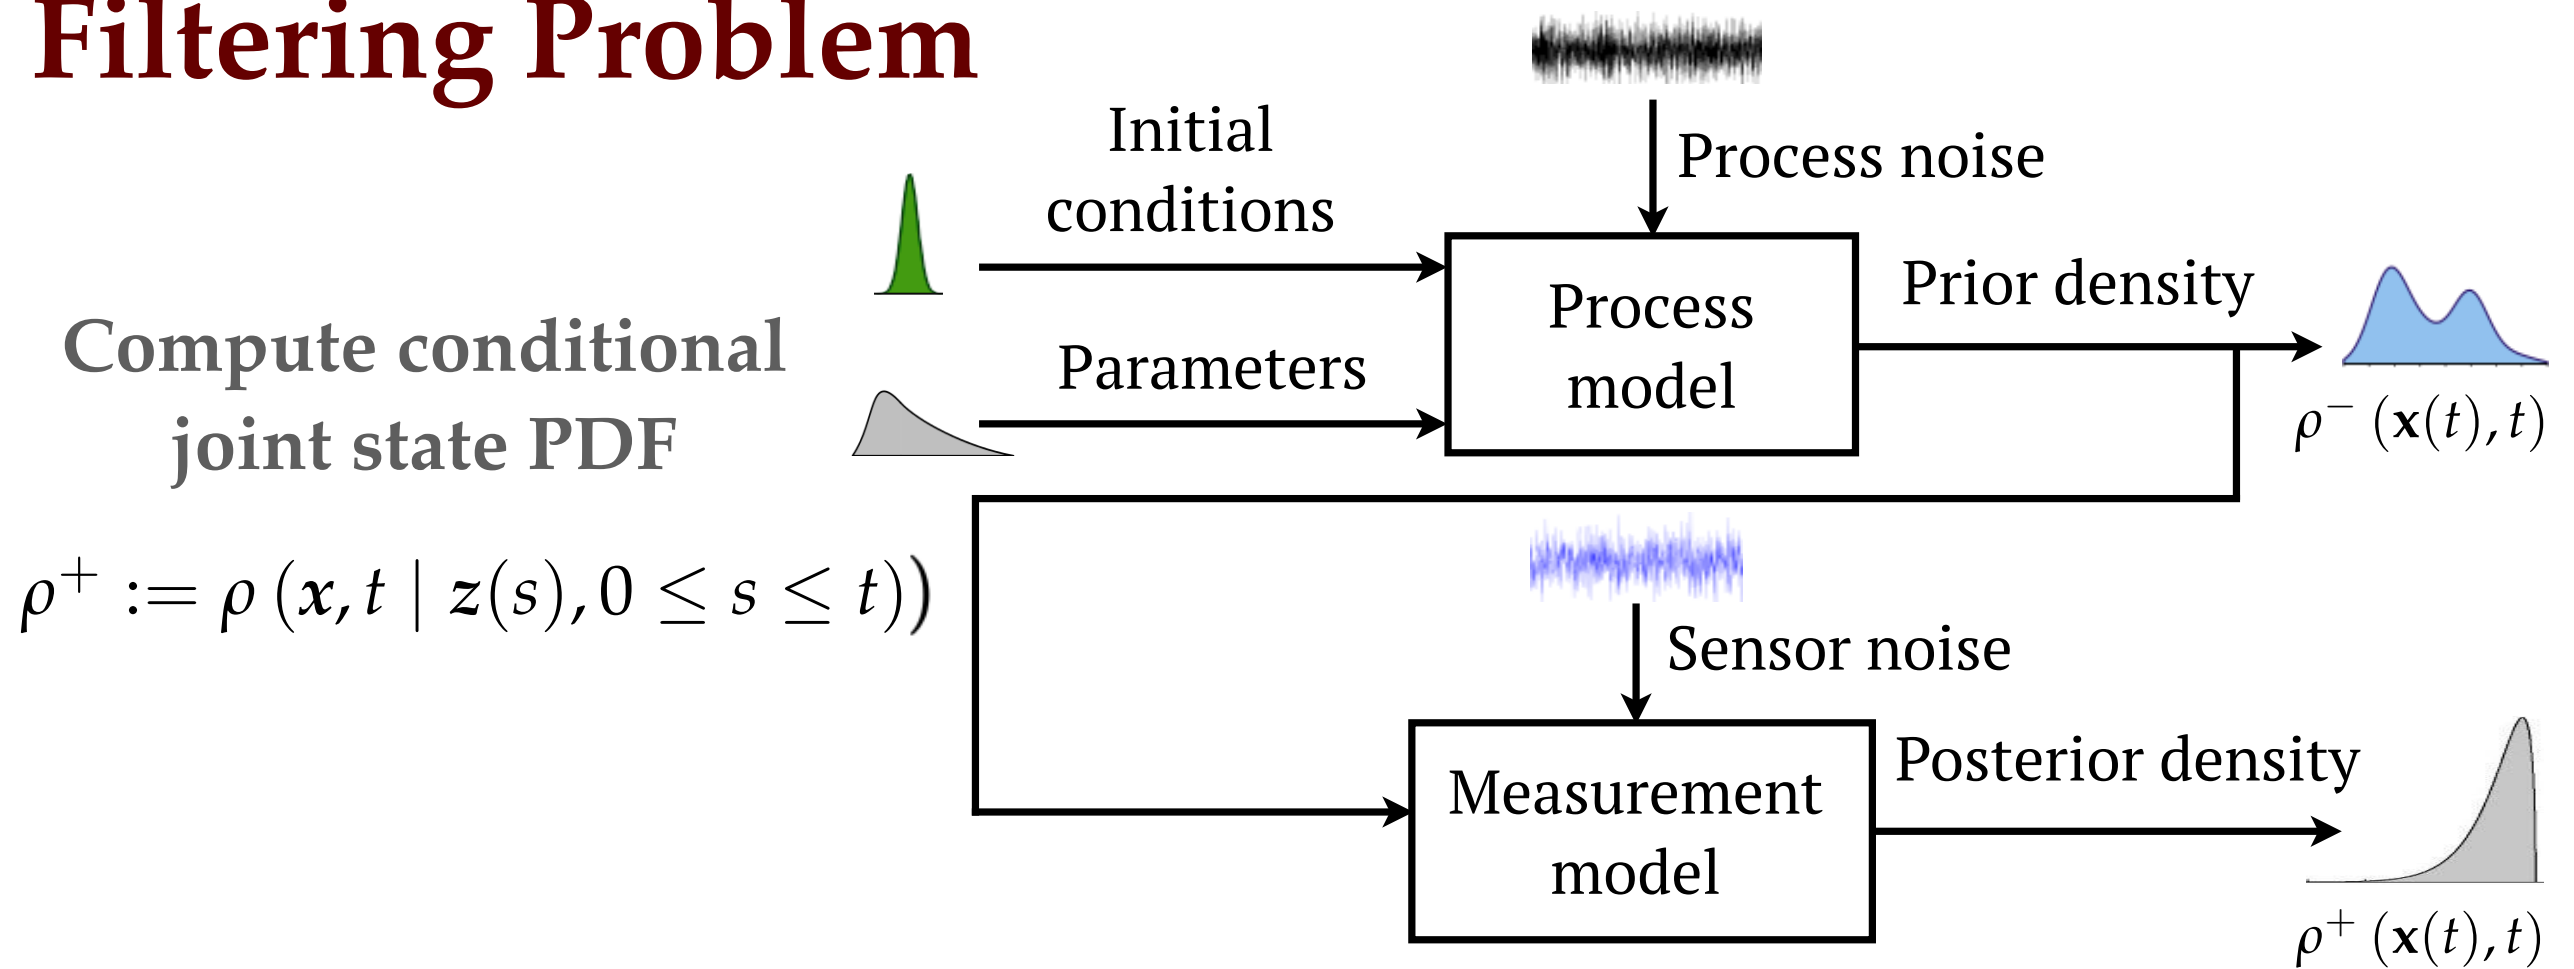 Filtering Problem
Compute conditional
joint state PDF
ρ⁺ := ρ (x, t | z(s), 0 ≤ s ≤ t))
Initial
conditions
Parameters
Process noise
Process
model
Prior density
ρ⁻ (x(t), t)
Sensor noise
Measurement
model
Posterior density
ρ⁺ (x(t), t)